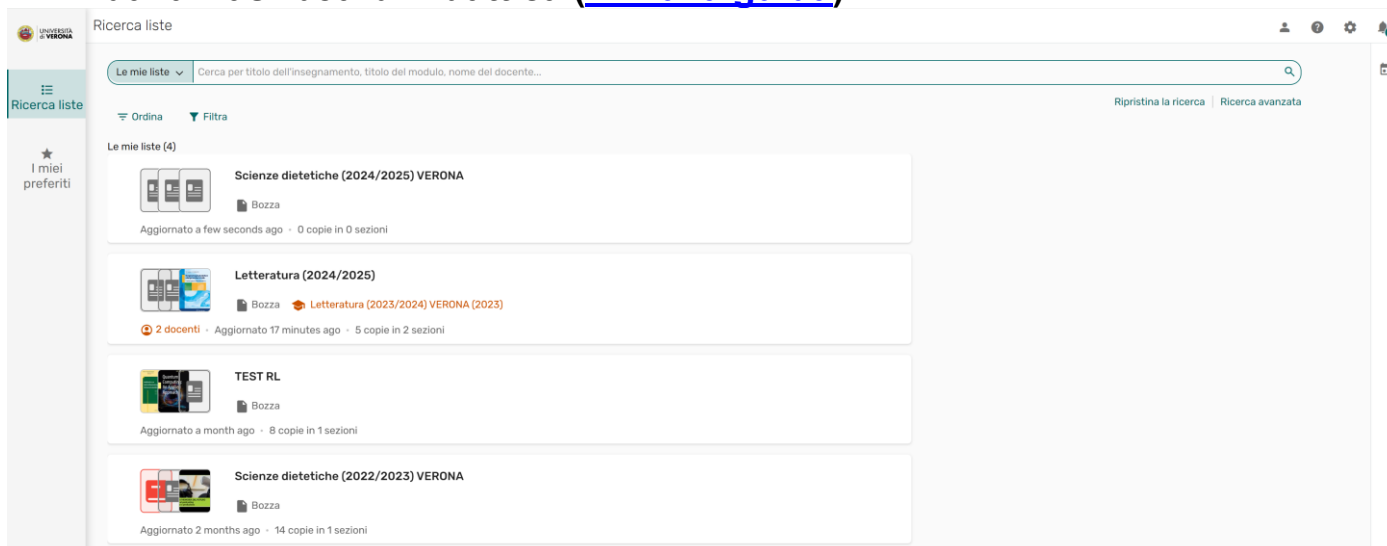 UNIVERSITÀ
di VERONA
Ricerca liste
Le mie liste
Cerca per titolo dell'insegnamento, titolo del modulo, nome del docente...
Ricerca liste
Ripristina la ricerca | Ricerca avanzata
Ordina Filtra
I miei
preferiti
Le mie liste (4)
Scienze dietetiche (2024/2025) VERONA
Bozza
Aggiornato a few seconds ago · 0 copie in 0 sezioni
Letteratura (2024/2025)
Bozza Letteratura (2023/2024) VERONA (2023)
2 docenti · Aggiornato 17 minutes ago · 5 copie in 2 sezioni
TEST RL
Bozza
Aggiornato a month ago · 8 copie in 1 sezioni
Scienze dietetiche (2022/2023) VERONA
Bozza
Aggiornato 2 months ago · 14 copie in 1 sezioni